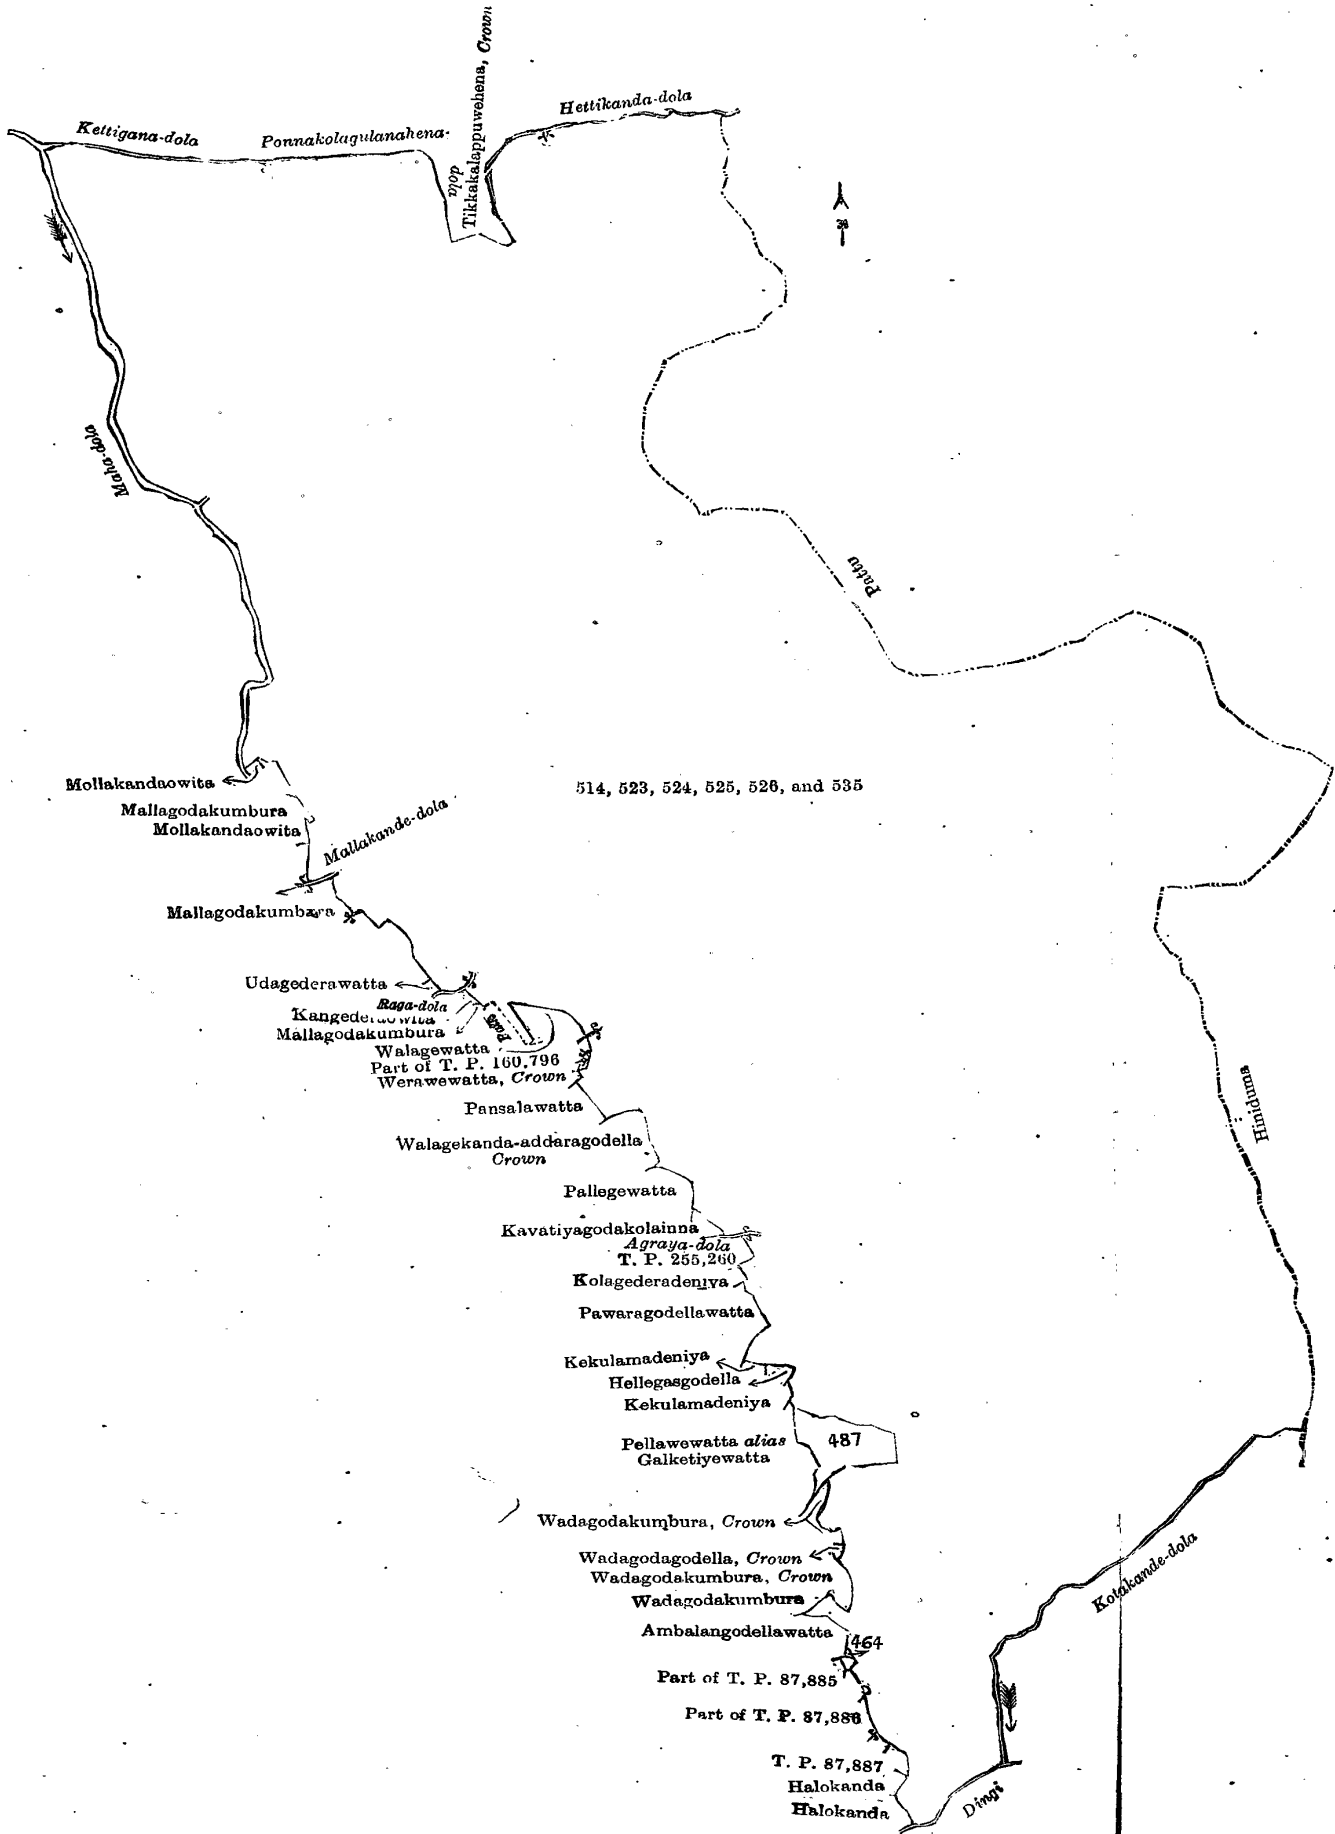 Tikkakalappuwehena, Crown
Hettikanda-dola
Kettigana-dola
Ponnakolagulanahena-
dola
Maha-dola
Pattu
Mollakandaowita
514, 523, 524, 525, 526, and 535
Mallagodakumbura
Mollakandaowita
Mallakande-dola
Mallagodakumbura
Udagederawatta
Raga-dola
Mallagodakumbura
Walagewatta
Part of T. P. 160,796
Werawewatta, Crown
Pansalawatta
Hiniduma
Walagekanda-addaragodella
Crown
Pallegewatta
Kavatiyagodakolainna
Agraya-dola
T. P. 255,260
Kolagederadeniya
Pawaragodellawatta
Kekulamadeniya
Hellegasgodella
Kekulamadeniya
Pellawewatta alias
Galketiyewatta
487
Wadagodakumbura, Crown
Wadagodagodella, Crown
Wadagodakumbura, Crown
Wadagodakumbura
Kotakande-dola
Ambalangodellawatta
464
Part of T. P. 87,885
Part of T. P. 87,886
T. P. 87,887
Halokanda
Halokanda
Dingi